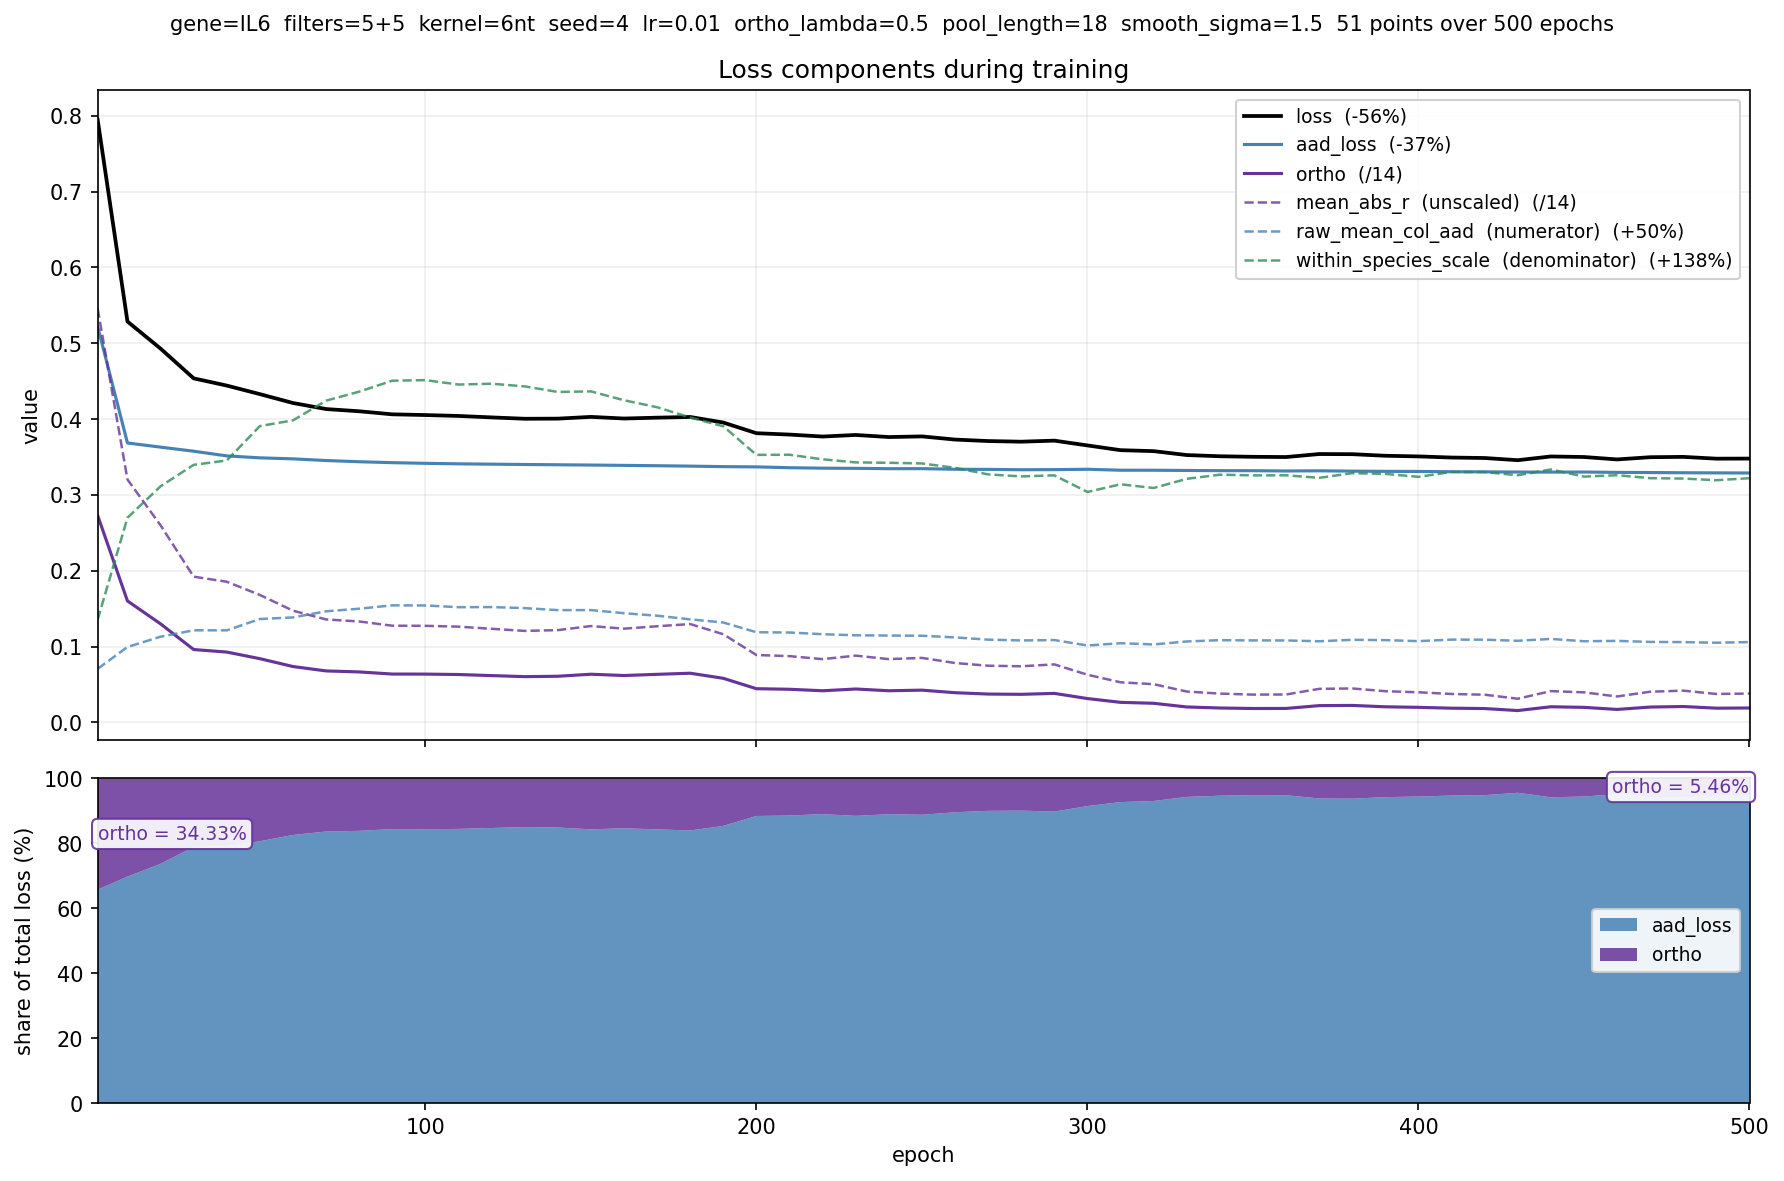 gene=IL6  filters=5+5  kernel=6nt  seed=4  lr=0.01  ortho_lambda=0.5  pool_length=18  smooth_sigma=1.5  51 points over 500 epochs
Loss components during training
loss  (-56%)
aad_loss  (-37%)
ortho  (/14)
mean_abs_r  (unscaled)  (/14)
raw_mean_col_aad  (numerator)  (+50%)
within_species_scale  (denominator)  (+138%)
value
0.8
0.7
0.6
0.5
0.4
0.3
0.2
0.1
0.0
share of total loss (%)
100
80
60
40
20
0
ortho = 34.33%
ortho = 5.46%
aad_loss
ortho
100
200
300
400
500
epoch